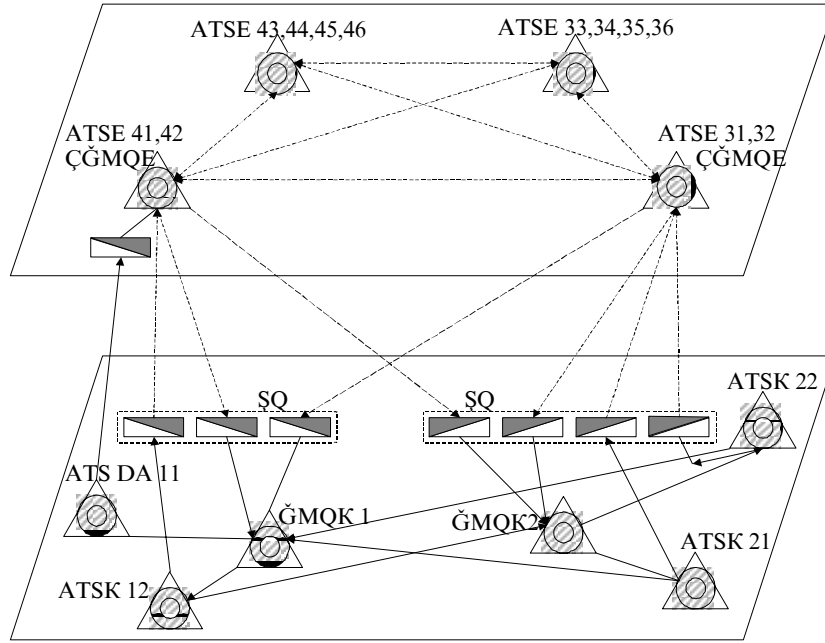 ATSE 43,44,45,46
ATSE 33,34,35,36
ATSE 41,42
ÇĞMQE
ATSE 31,32
ÇĞMQE
ATSK 22
ŞQ
ŞQ
ATS DA 11
ĞMQK 1
ĞMQK2
ATSK 21
ATSK 12